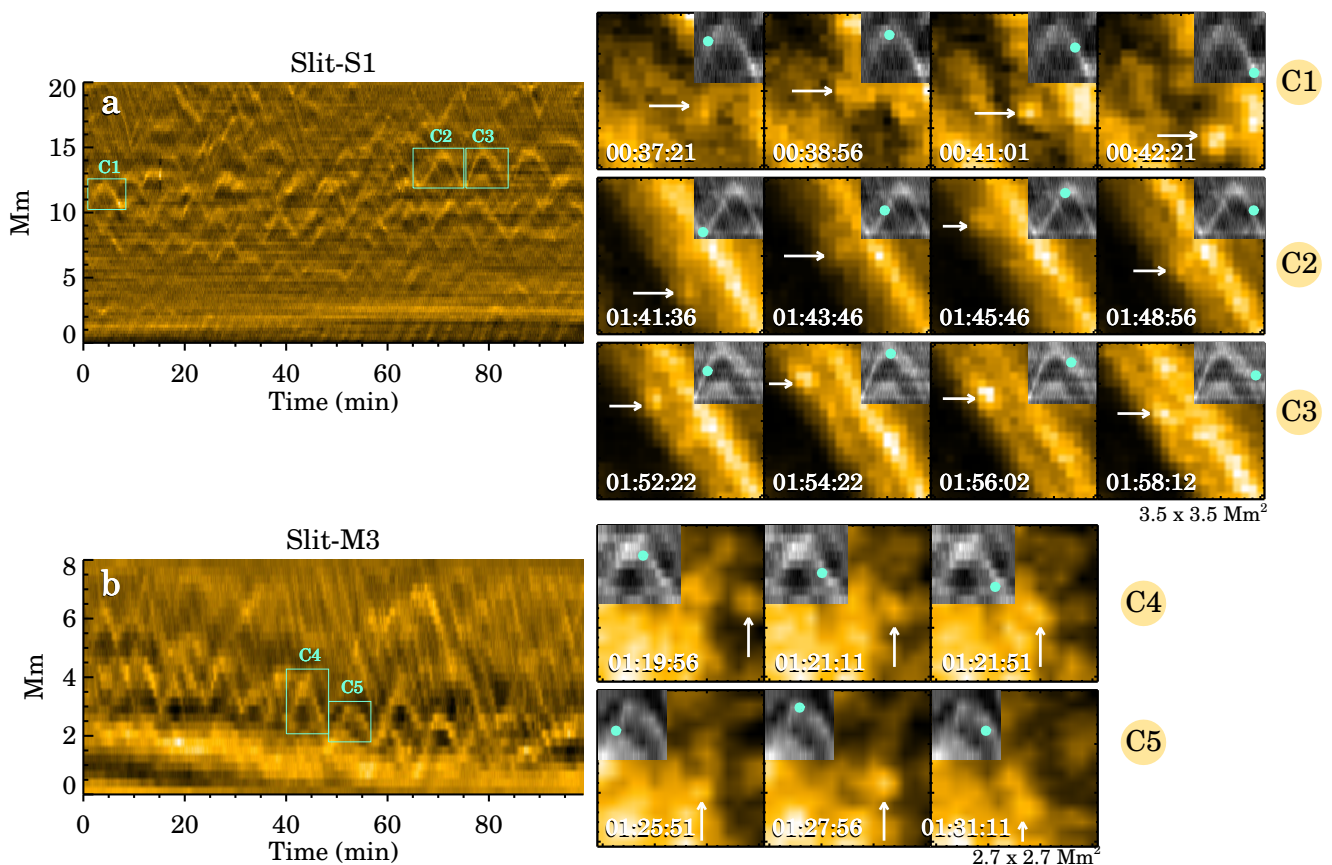 Slit-S1
a
C1
C2
C3
20
15
10
5
0
Mm
0
20
40
60
80
Time (min)
00:37:21
00:38:56
00:41:01
00:42:21
C1
01:41:36
01:43:46
01:45:46
01:48:56
C2
01:52:22
01:54:22
01:56:02
01:58:12
C3
3.5 x 3.5 Mm²
Slit-M3
b
C4
C5
8
6
4
2
0
Mm
0
20
40
60
80
Time (min)
01:19:56
01:21:11
01:21:51
C4
01:25:51
01:27:56
01:31:11
C5
2.7 x 2.7 Mm²